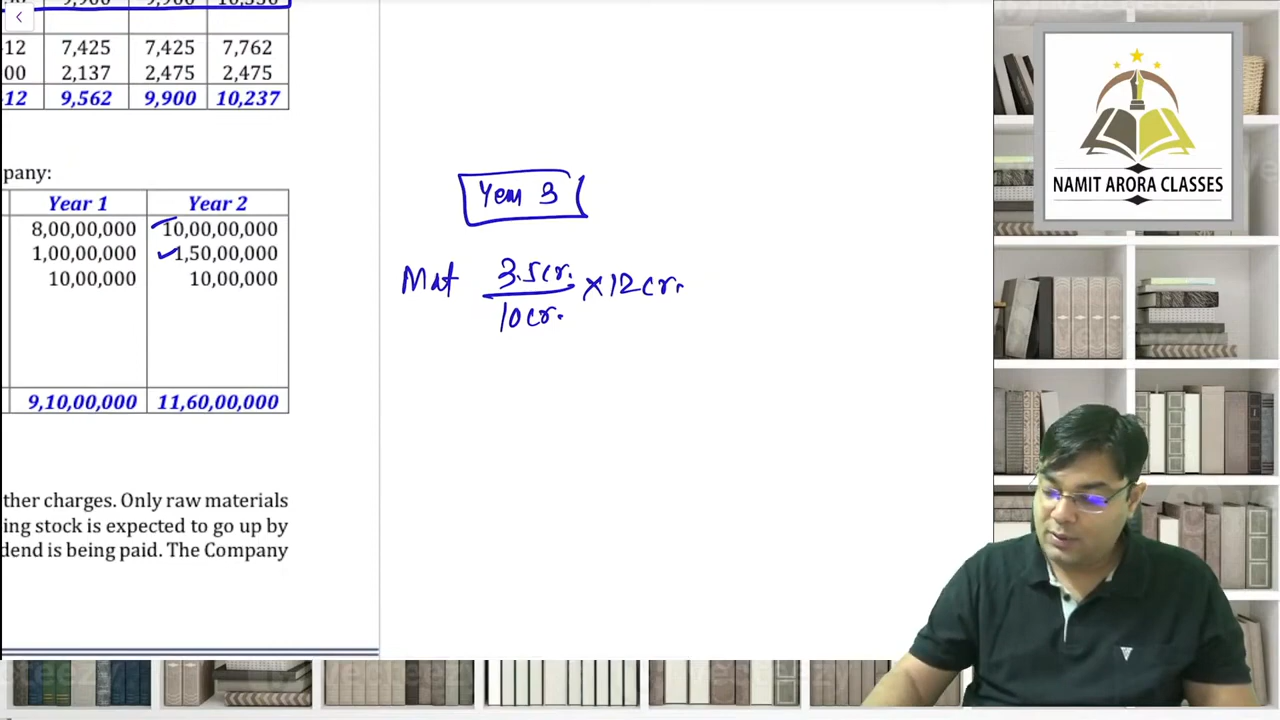 12 7,425 7,425 7,762
00 2,137 2,475 2,475
12 9,562 9,900 10,237
pany:
Year 1 Year 2
8,00,00,000 10,00,00,000
1,00,00,000 1,50,00,000
10,00,000 10,00,000
9,10,00,000 11,60,00,000
ther charges. Only raw materials
ing stock is expected to go up by
dend is being paid. The Company
Year 3
Mat 3.5cr. / 10cr. ×12cr.
NAMIT ARORA CLASSES